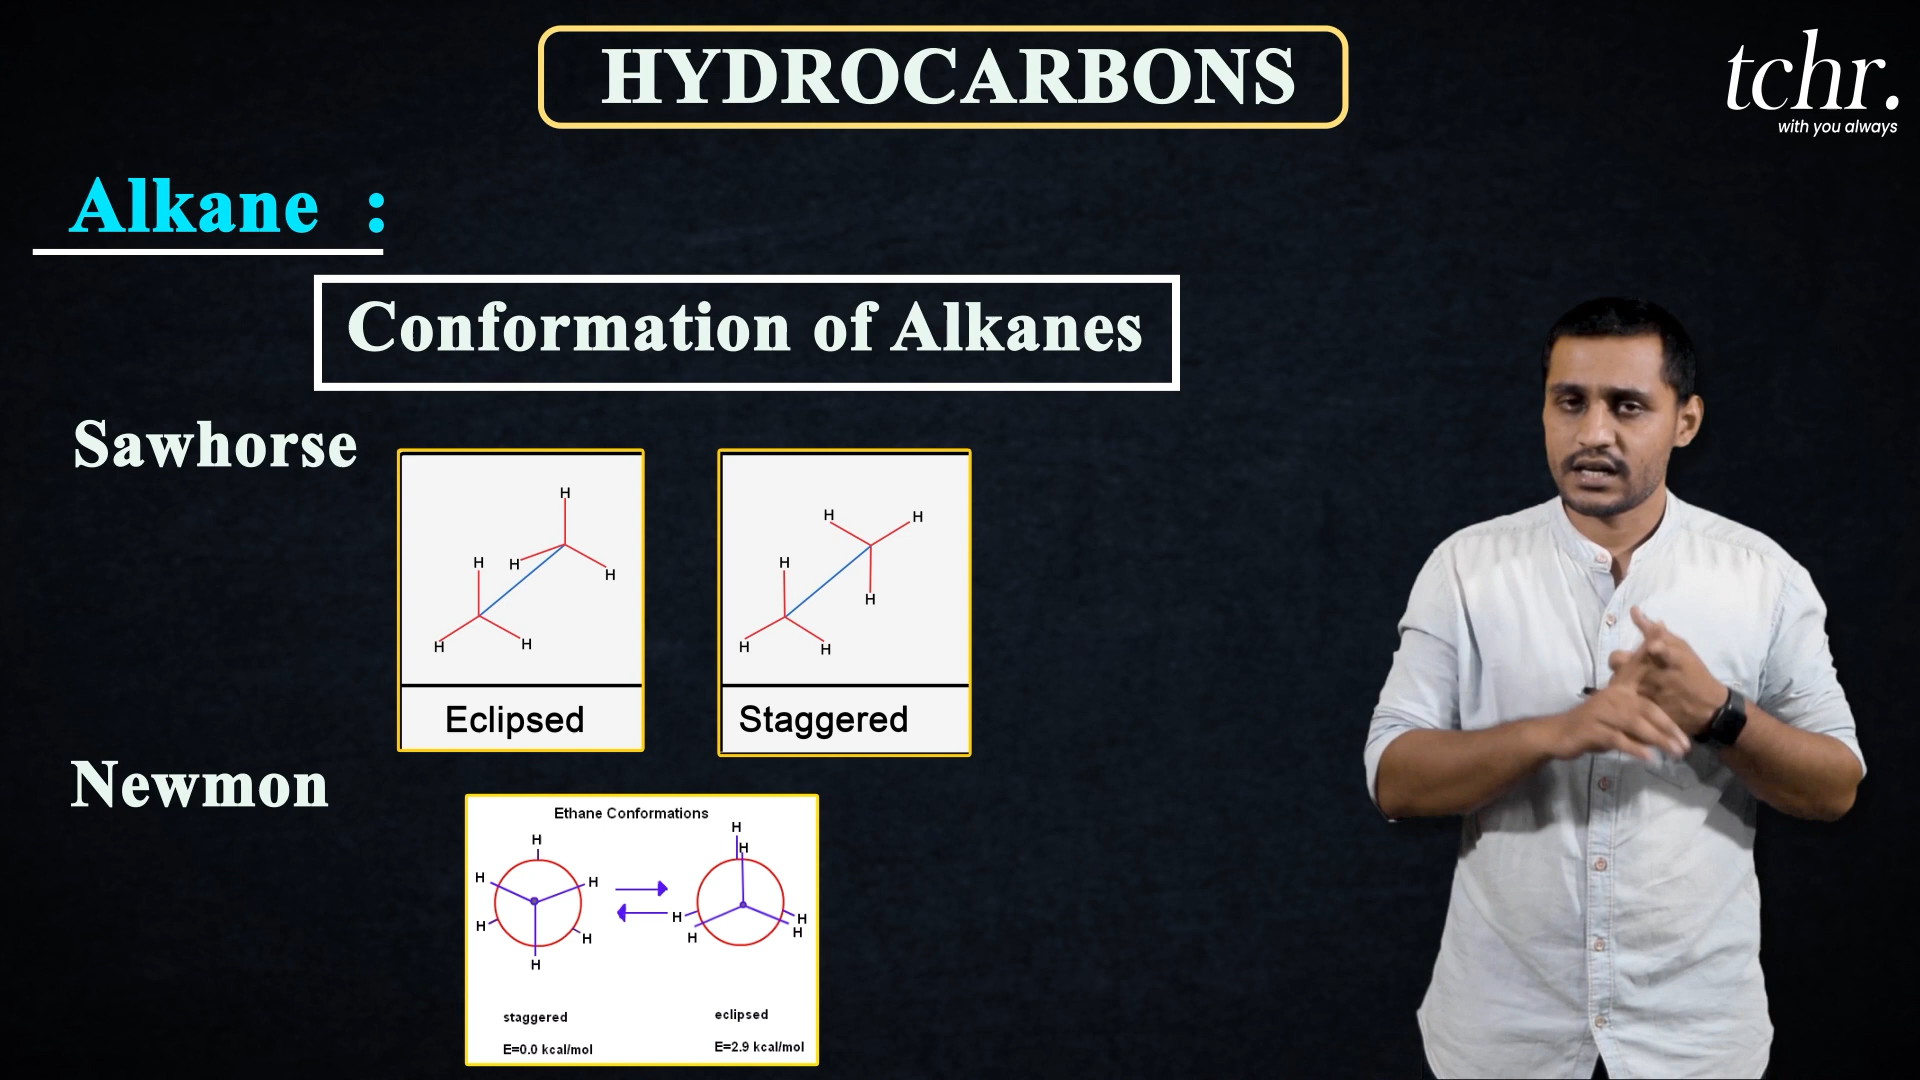 HYDROCARBONS
tchr.
with you always
Alkane :
Conformation of Alkanes
Sawhorse
H
H
H
H
H
H
Eclipsed
H
H
H
H
H
H
Staggered
Newmon
Ethane Conformations
H
H
H
H
H
H
H
H
H
H
H
H
staggered
eclipsed
E=0.0 kcal/mol
E=2.9 kcal/mol